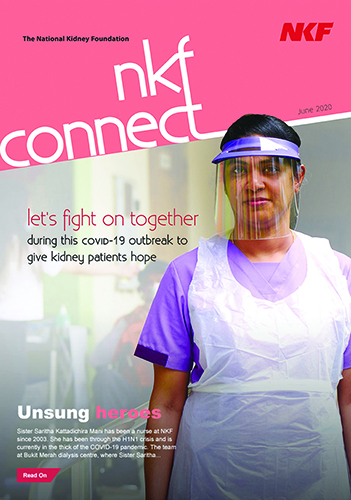 The National Kidney Foundation
NKF
nkf
connect
June 2020
let's fight on together
during this covid-19 outbreak to
give kidney patients hope
Unsung heroes
Sister Saritha Kattadichira Mani has been a nurse at NKF
since 2003. She has been through the H1N1 crisis and is
currently in the thick of the COVID-19 pandemic. The team
at Bukit Merah dialysis centre, where Sister Saritha...
Read On